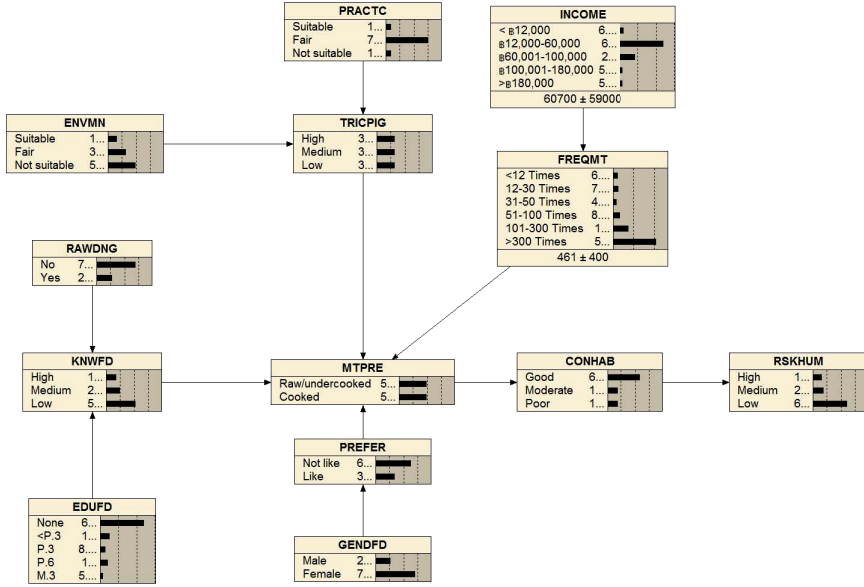 PRACTC
Suitable 1...
Fair 7...
Not suitable 1...
INCOME
< ฿12,000 6....
฿12,000-60,000 6...
฿60,001-100,000 2...
฿100,001-180,000 5....
>฿180,000 5....
60700 ± 59000
ENVMN
Suitable 1...
Fair 3...
Not suitable 5...
TRICPIG
High 3...
Medium 3...
Low 3...
FREQMT
<12 Times 6....
12-30 Times 7....
31-50 Times 4....
51-100 Times 8....
101-300 Times 1...
>300 Times 5...
461 ± 400
RAWDNG
No 7...
Yes 2...
KNWFD
High 1...
Medium 2...
Low 5...
MTPRE
Raw/undercooked 5...
Cooked 5...
CONHAB
Good 6...
Moderate 1...
Poor 1...
RSKHUM
High 1...
Medium 2...
Low 6...
PREFER
Not like 6...
Like 3...
EDUFD
None 6...
<P.3 1...
P.3 8....
P.6 1...
M.3 5....
GENDFD
Male 2...
Female 7...